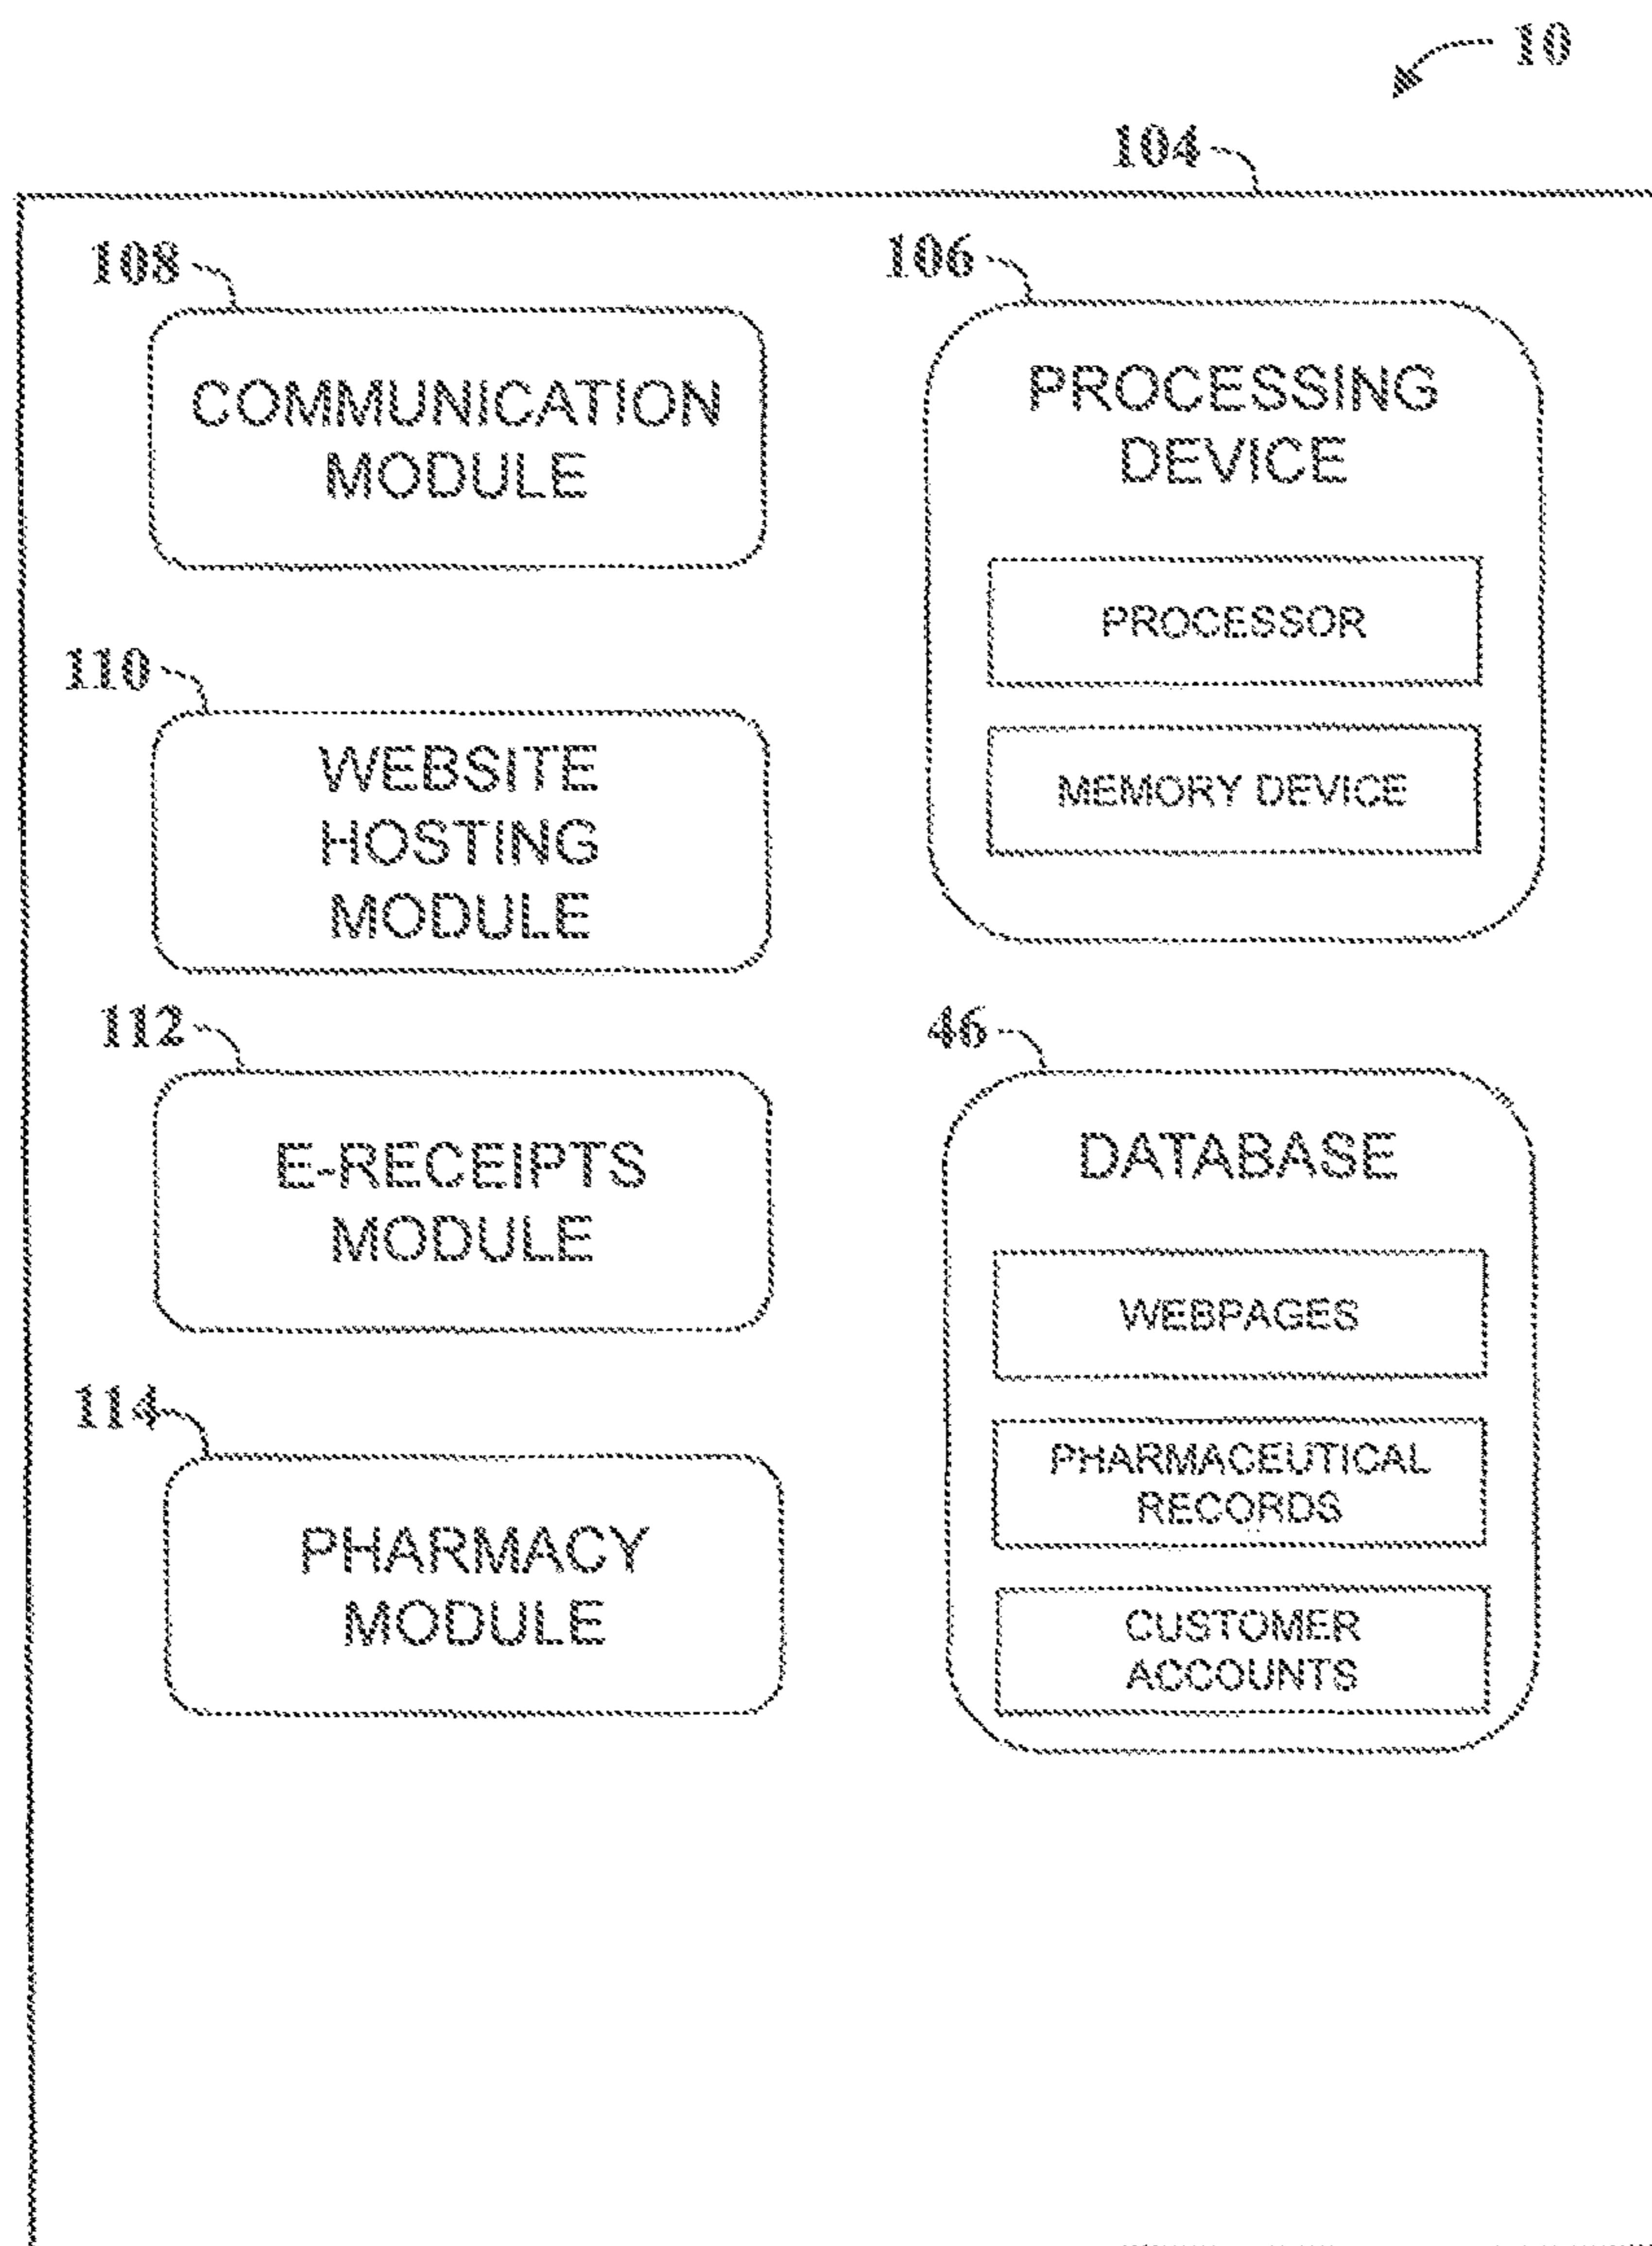 10
104
108
COMMUNICATION
MODULE
106
PROCESSING
DEVICE
PROCESSOR
MEMORY DEVICE
110
WEBSITE
HOSTING
MODULE
112
E-RECEIPTS
MODULE
46
DATABASE
WEBPAGES
PHARMACEUTICAL
RECORDS
CUSTOMER
ACCOUNTS
114
PHARMACY
MODULE